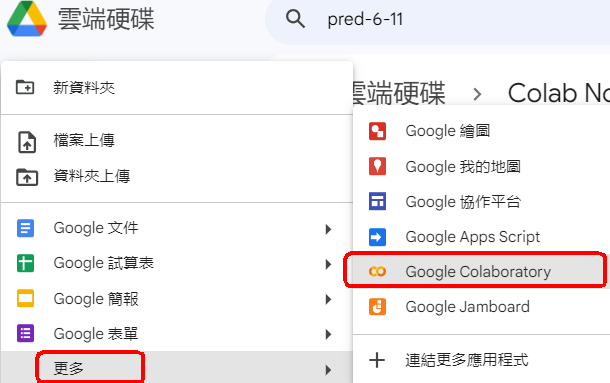 雲端硬碟
pred-6-11
雲端硬碟 > Colab No
新資料夾
檔案上傳
資料夾上傳
Google 文件
Google 試算表
Google 簡報
Google 表單
更多
Google 繪圖
Google 我的地圖
Google 協作平台
Google Apps Script
Google Colaboratory
Google Jamboard
連結更多應用程式